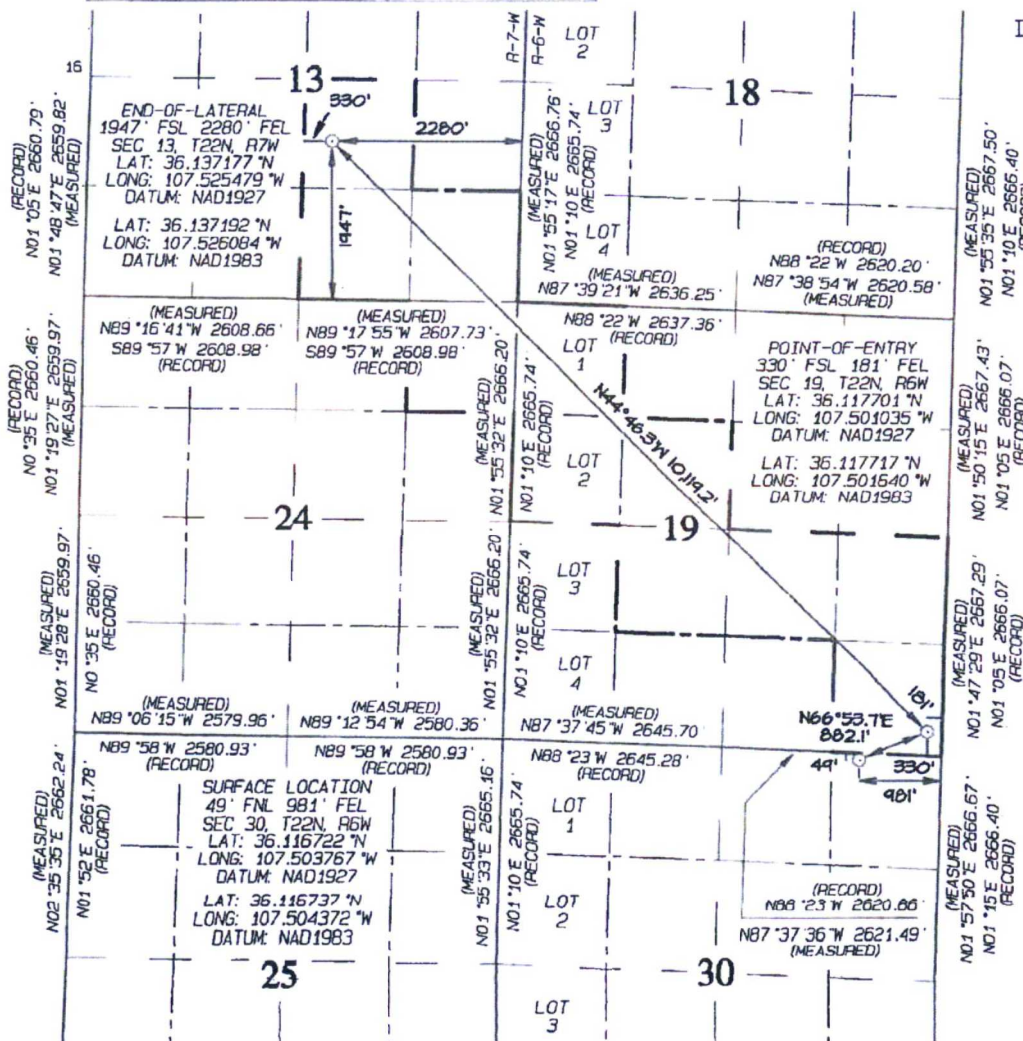 R-7-W
R-6-W
LOT
2
I
16
13
18
END-OF-LATERAL
1947' FSL 2280' FEL
SEC 13, T22N, R7W
LAT: 36.137177 °N
LONG: 107.525479 °W
DATUM: NAD1927
LAT: 36.137192 °N
LONG: 107.526084 °W
DATUM: NAD1983
330'
2280'
1947'
LOT
3
LOT
4
(RECORD)
N01 °05'E 2660.79'
N01 °48'47"E 2659.82'
(MEASURED)
(MEASURED)
N01 °55'17"E 2666.76'
N01 °10'E 2665.74'
(RECORD)
(MEASURED)
N01 °55'35"E 2667.50'
N01 °10'E 2665.40'
(RECORD)
N88 °22'W 2620.20'
N87 °38'54"W 2620.58'
(MEASURED)
(MEASURED)
N87 °39'21"W 2636.25'
N88 °22'W 2637.36'
(RECORD)
(MEASURED)
N89 °16'41"W 2608.66'
S89 °57'W 2608.98'
(RECORD)
(MEASURED)
N89 °17'55"W 2607.73'
S89 °57'W 2608.98'
(RECORD)
LOT
1
POINT-OF-ENTRY
330' FSL 181' FEL
SEC 19, T22N, R6W
LAT: 36.117701 °N
LONG: 107.501035 °W
DATUM: NAD1927
LAT: 36.117717 °N
LONG: 107.501640 °W
DATUM: NAD1983
(RECORD)
N0 °35'E 2660.46'
N01 °19'27"E 2659.97'
(MEASURED)
(MEASURED)
N01 °55'32"E 2666.20'
N01 °10'E 2665.74'
(RECORD)
N44°46.3'W 10,119.2'
(MEASURED)
N01 °50'15"E 2667.43'
N01 °05'E 2666.07'
(RECORD)
LOT
2
24
19
(MEASURED)
N01 °19'28"E 2659.97'
N0 °35'E 2660.46'
(RECORD)
N01 °55'32"E 2666.20'
(MEASURED)
N01 °10'E 2665.74'
(RECORD)
LOT
3
LOT
4
(MEASURED)
N01 °47'29"E 2667.29'
N01 °05'E 2666.07'
(RECORD)
(MEASURED)
N89 °06'15"W 2579.96'
N89 °58'W 2580.93'
(RECORD)
(MEASURED)
N89 °12'54"W 2580.36'
N89 °58'W 2580.93'
(RECORD)
(MEASURED)
N87 °37'45"W 2645.70'
N88 °23'W 2645.28'
(RECORD)
N66°53.7'E
882.1'
181'
330'
49'
981'
SURFACE LOCATION
49' FNL 981' FEL
SEC 30, T22N, R6W
LAT: 36.116722 °N
LONG: 107.503767 °W
DATUM: NAD1927
LAT: 36.116737 °N
LONG: 107.504372 °W
DATUM: NAD1983
(MEASURED)
N02 °35'35"E 2662.24'
N01 °52'E 2661.78'
(RECORD)
(MEASURED)
N01 °55'33"E 2665.16'
N01 °10'E 2665.74'
(RECORD)
LOT
1
LOT
2
(RECORD)
N88 °23'W 2620.86'
N87 °37'36"W 2621.49'
(MEASURED)
(MEASURED)
N01 °57'50"E 2666.67'
N01 °15'E 2666.40'
(RECORD)
25
30
LOT
3